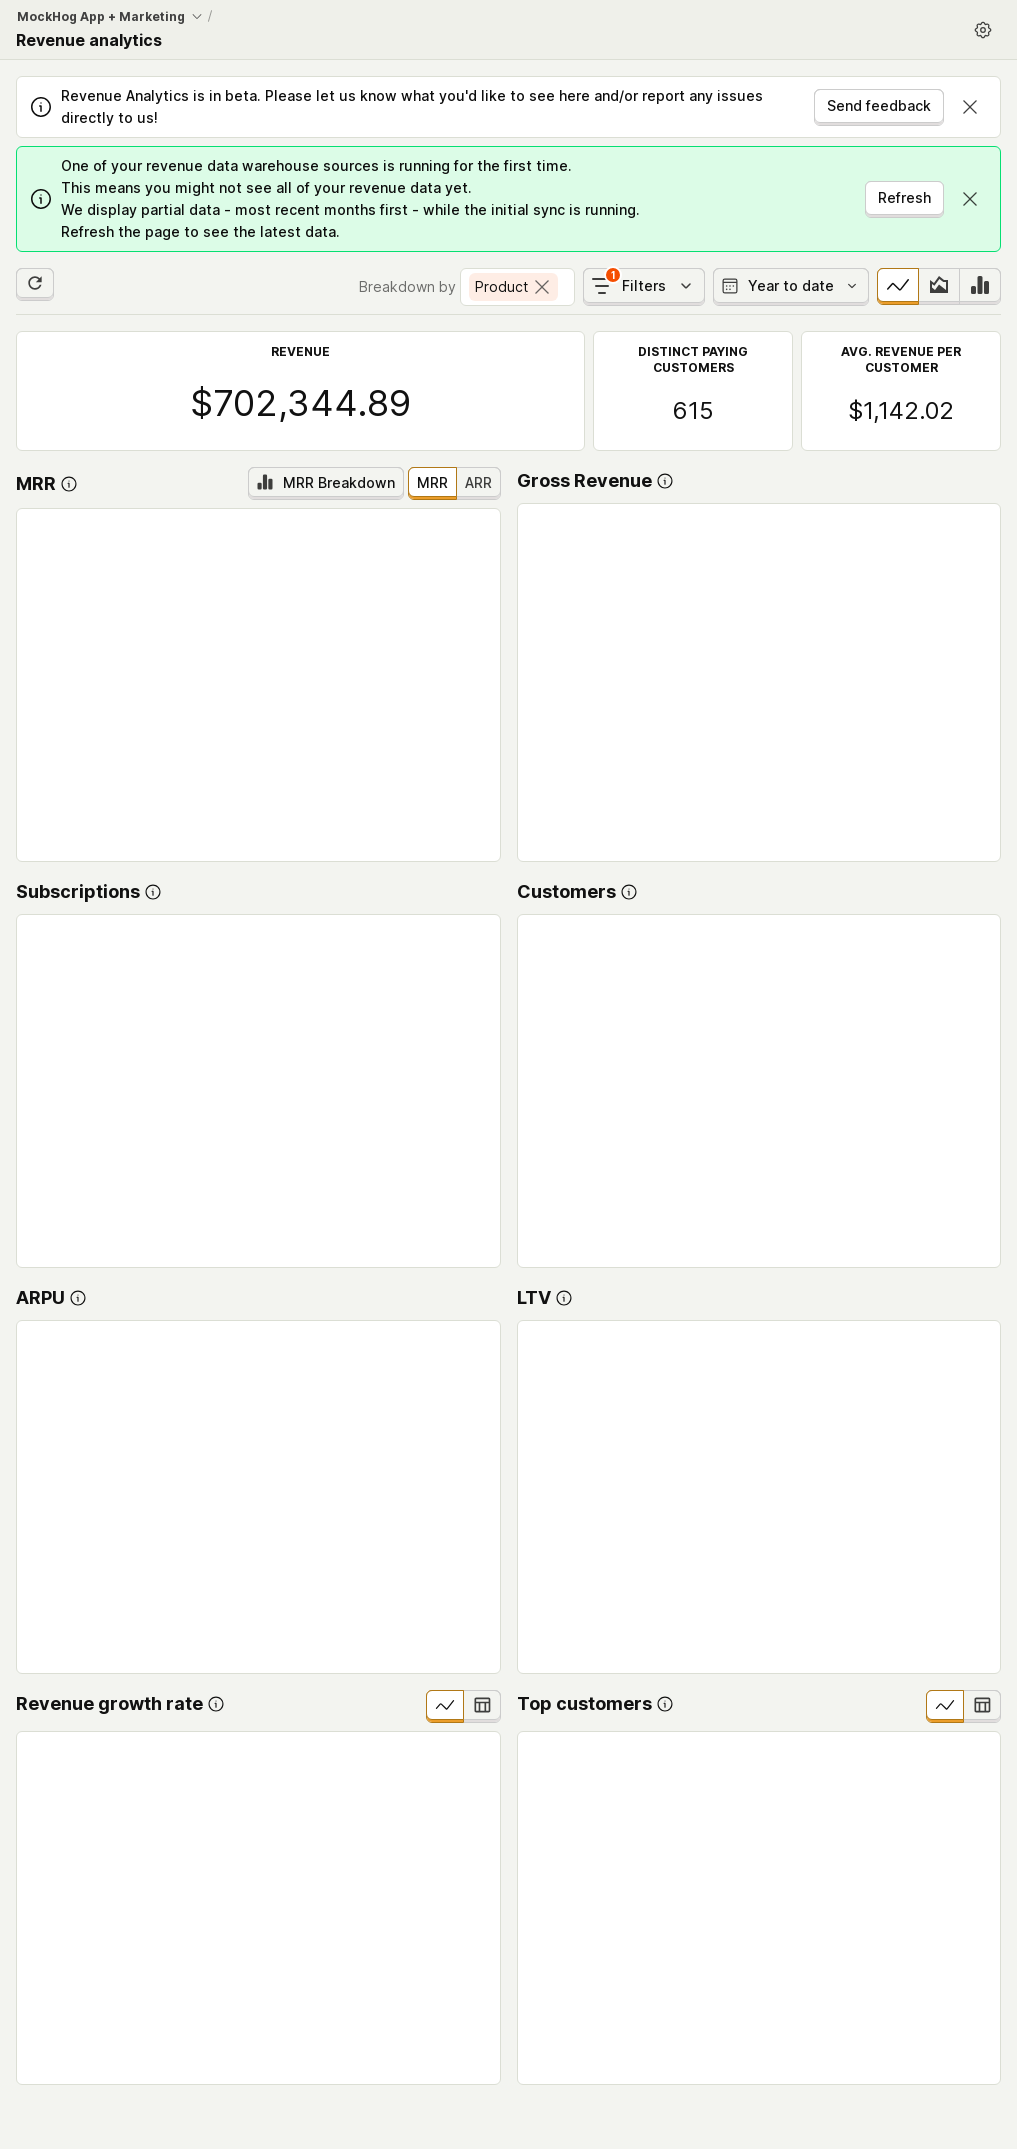 MockHog App + Marketing /
Revenue analytics
Revenue Analytics is in beta. Please let us know what you'd like to see here and/or report any issues
directly to us!
Send feedback
One of your revenue data warehouse sources is running for the first time.
This means you might not see all of your revenue data yet.
We display partial data - most recent months first - while the initial sync is running.
Refresh the page to see the latest data.
Refresh
Breakdown by Product 1 Filters Year to date
REVENUE
$702,344.89
DISTINCT PAYING
CUSTOMERS
615
AVG. REVENUE PER
CUSTOMER
$1,142.02
MRR MRR Breakdown MRR ARR
Gross Revenue
Subscriptions
Customers
ARPU
LTV
Revenue growth rate
Top customers